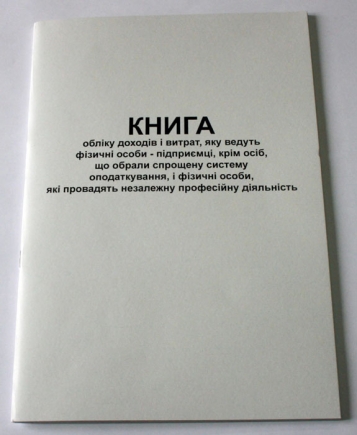 КНИГА
обліку доходів і витрат, яку ведуть
фізичні особи - підприємці, крім осіб,
що обрали спрощену систему
оподаткування, і фізичні особи,
які провадять незалежну професійну діяльність